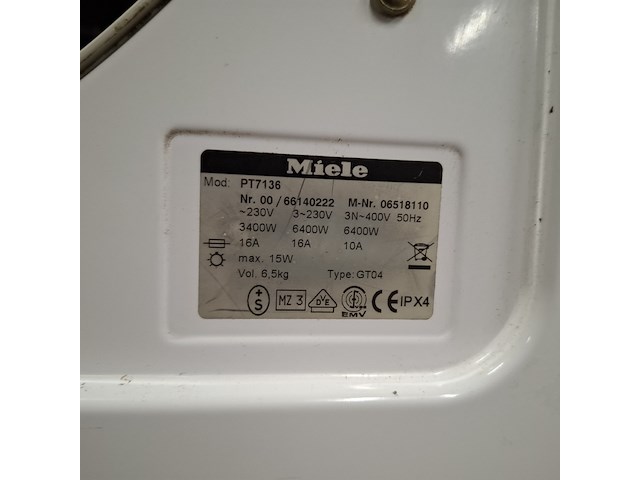 Miele
Mod: PT7136
Nr. 00 / 66140222 M-Nr. 06518110
~230V 3~230V 3N~400V 50Hz
3400W 6400W 6400W
16A 16A 10A
max. 15W
Vol. 6,5kg Type: GT04
+S MZ 3 VDE EMV CE IPX4